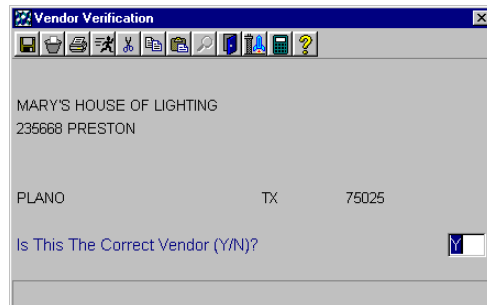 Vendor Verification
MARY'S HOUSE OF LIGHTING
235668 PRESTON
PLANO TX 75025
Is This The Correct Vendor (Y/N)? Y